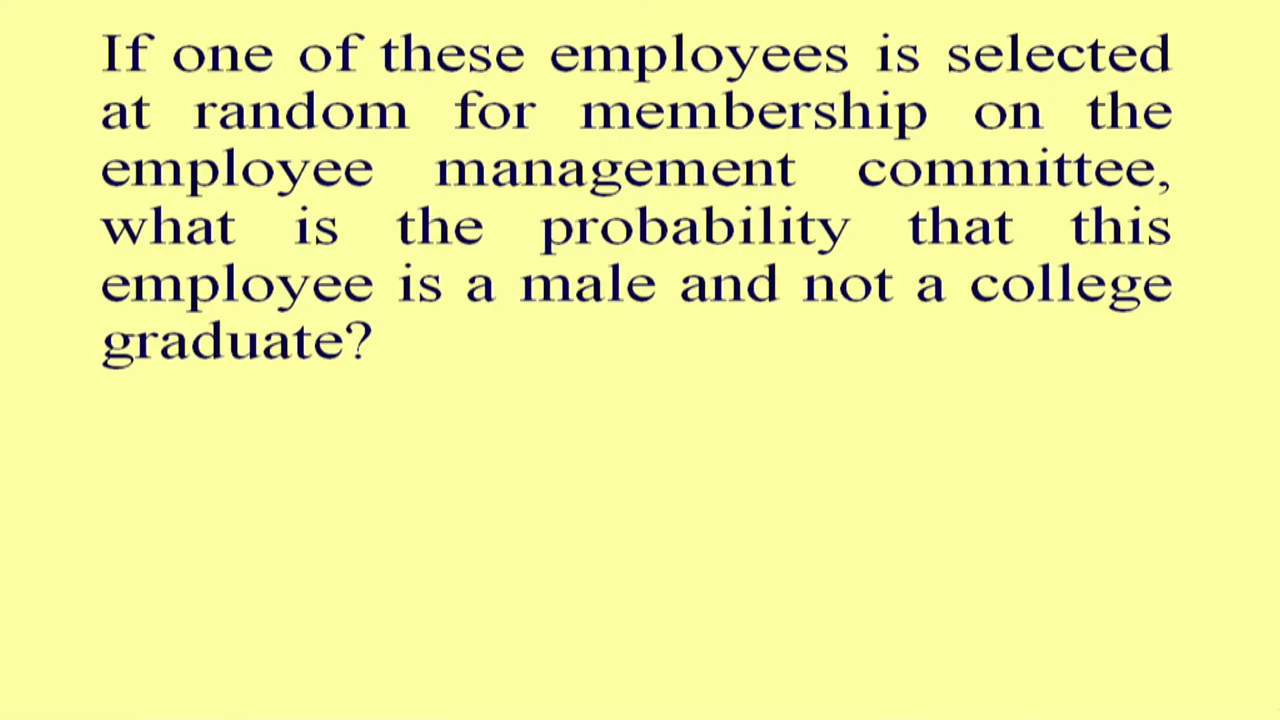 If one of these employees is selected
at random for membership on the
employee management committee,
what is the probability that this
employee is a male and not a college
graduate?